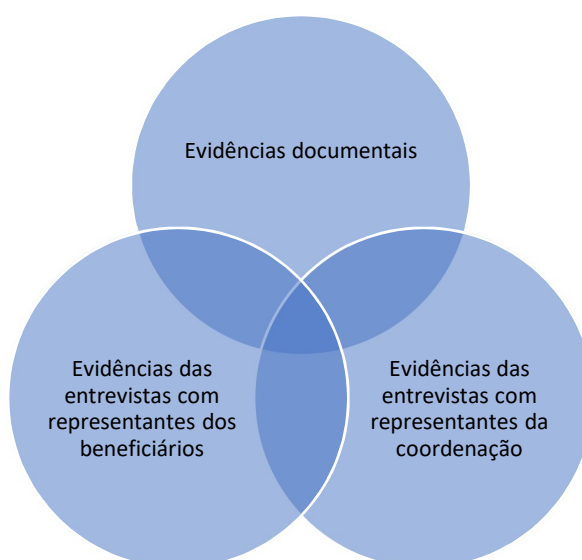 Evidências documentais
Evidências das
entrevistas com
representantes dos
beneficiários
Evidências das
entrevistas com
representantes da
coordenação